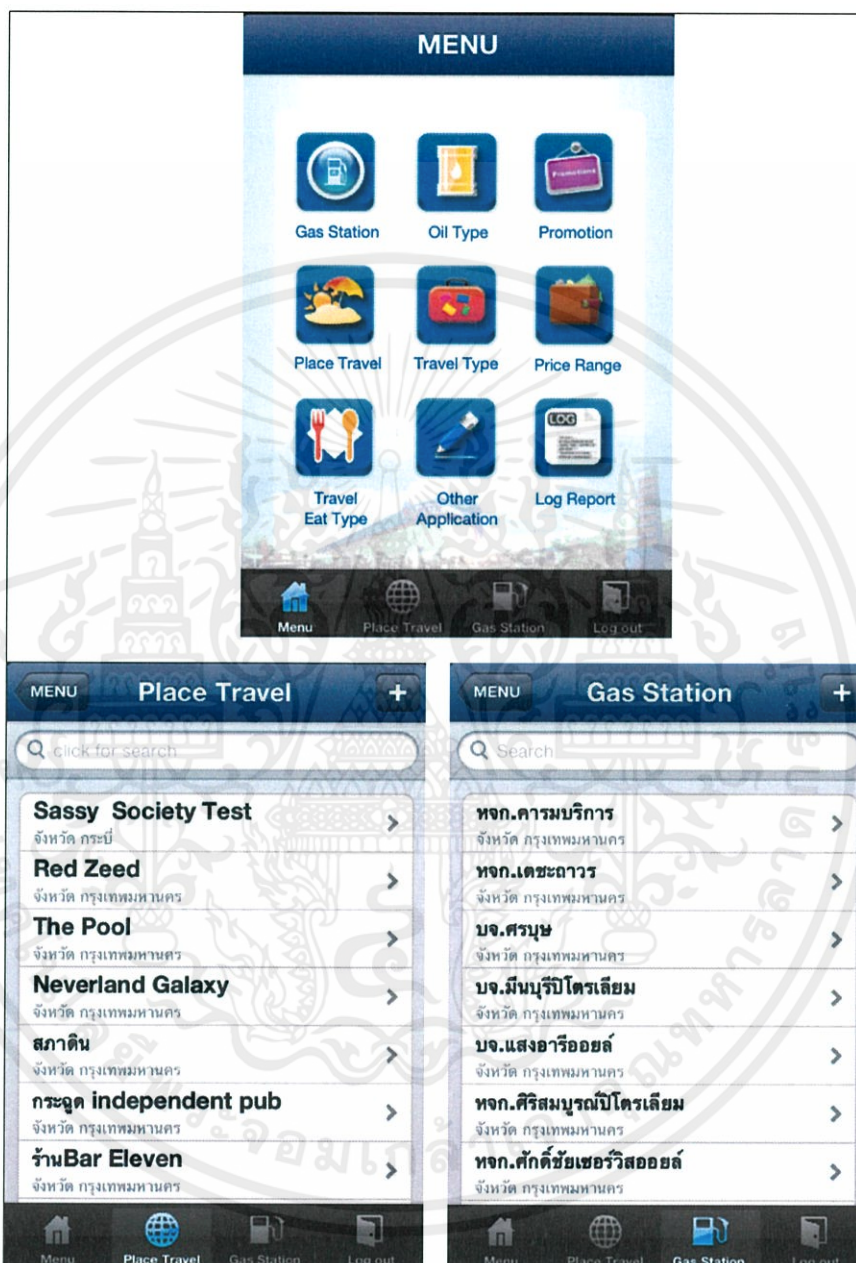 MENU
Promotions
Gas Station Oil Type Promotion
Place Travel Travel Type Price Range
LOG
Travel Eat Type
Other Application
Log Report
Menu Place Travel Gas Station Log out
MENU Place Travel +
click for search
Sassy Society Test
จังหวัด กระบี่
Red Zeed
จังหวัด กรุงเทพมหานคร
The Pool
จังหวัด กรุงเทพมหานคร
Neverland Galaxy
จังหวัด กรุงเทพมหานคร
สภาดิน
จังหวัด กรุงเทพมหานคร
กระฉูด independent pub
จังหวัด กรุงเทพมหานคร
ร้านBar Eleven
จังหวัด กรุงเทพมหานคร
Menu Place Travel Gas Station Log out
MENU Gas Station +
Search
หจก.คารมบริการ
จังหวัด กรุงเทพมหานคร
หจก.เตชะถาวร
จังหวัด กรุงเทพมหานคร
บจ.ศรบุษ
จังหวัด กรุงเทพมหานคร
บจ.มีนบุรีปิโตรเลียม
จังหวัด กรุงเทพมหานคร
บจ.แสงอารีออยล์
จังหวัด กรุงเทพมหานคร
หจก.ศิริสมบูรณ์ปิโตรเลียม
จังหวัด กรุงเทพมหานคร
หจก.ศักดิ์ชัยเซอร์วิสออยล์
จังหวัด กรุงเทพมหานคร
Menu Place Travel Gas Station Log out